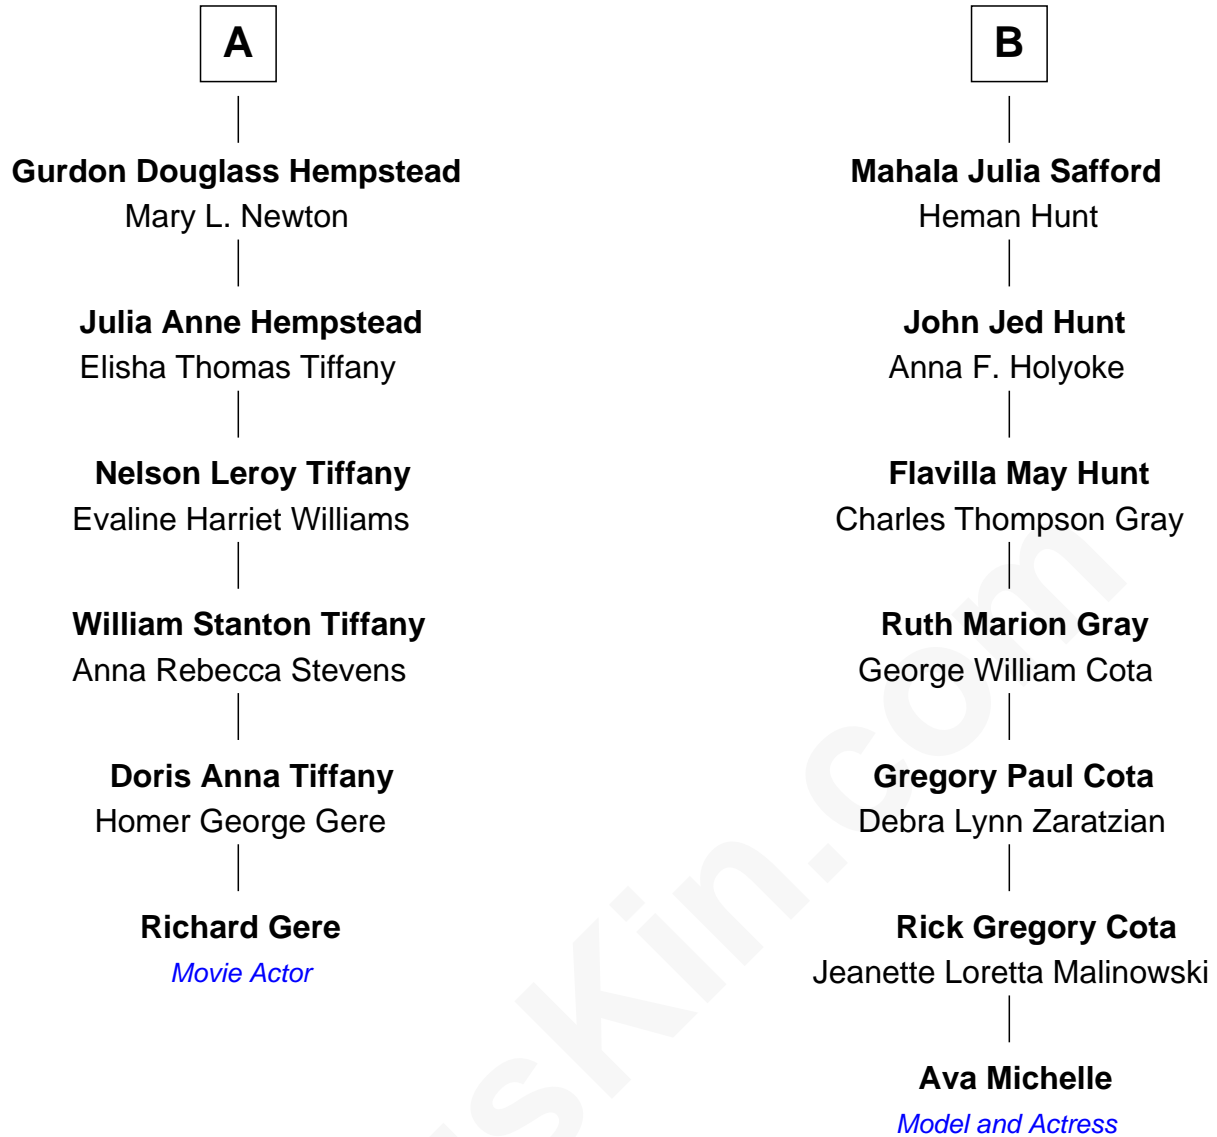 A
Gurdon Douglass Hempstead
Mary L. Newton
Julia Anne Hempstead
Elisha Thomas Tiffany
Nelson Leroy Tiffany
Evaline Harriet Williams
William Stanton Tiffany
Anna Rebecca Stevens
Doris Anna Tiffany
Homer George Gere
Richard Gere
Movie Actor
B
Mahala Julia Safford
Heman Hunt
John Jed Hunt
Anna F. Holyoke
Flavilla May Hunt
Charles Thompson Gray
Ruth Marion Gray
George William Cota
Gregory Paul Cota
Debra Lynn Zaratzian
Rick Gregory Cota
Jeanette Loretta Malinowski
Ava Michelle
Model and Actress
sKin.com